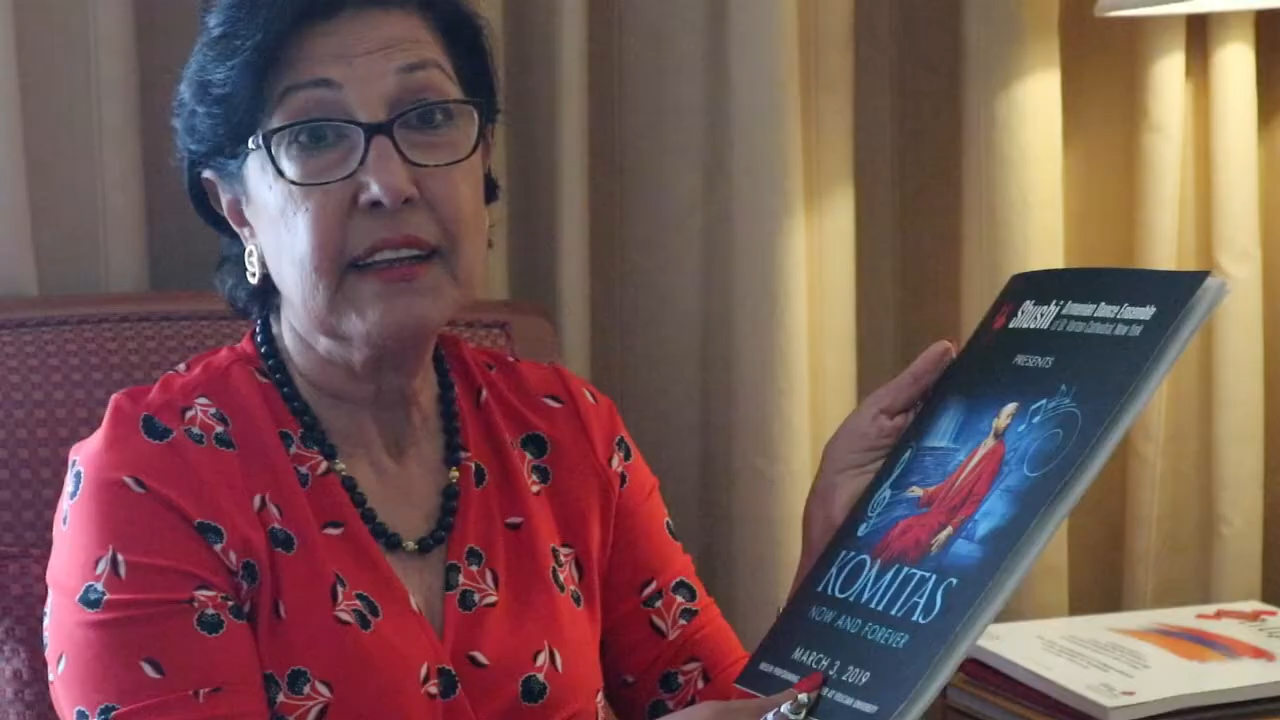 Shushi Armenian Dance Ensemble
of St. Vartan Cathedral, New York
PRESENTS
KOMITAS
NOW AND FOREVER
MARCH 3, 2019